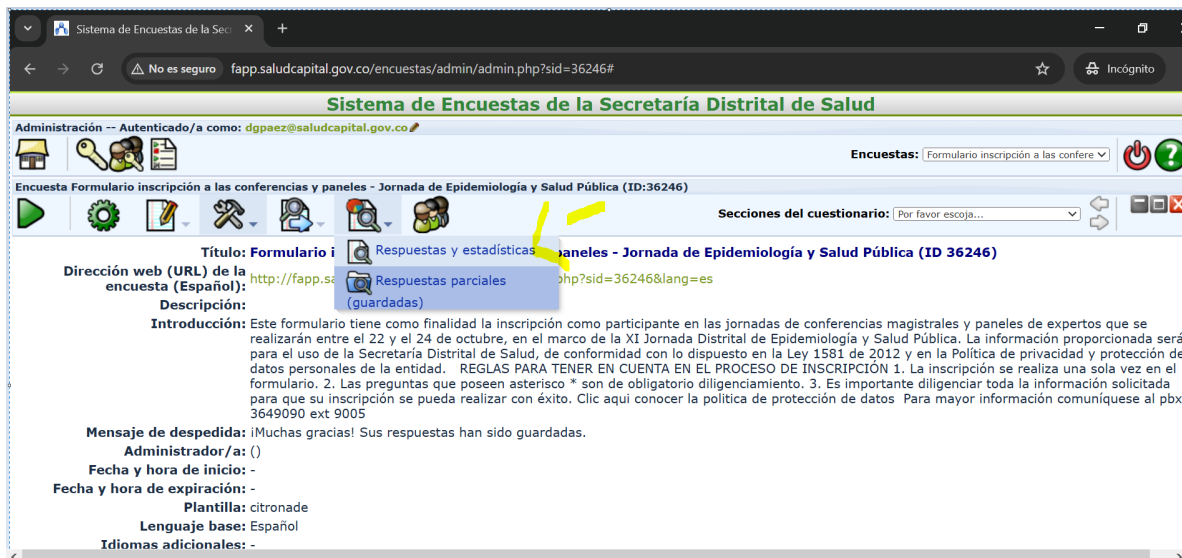 Sistema de Encuestas de la Sec
No es seguro fapp.saludcapital.gov.co/encuestas/admin/admin.php?sid=36246#
Incógnito
Sistema de Encuestas de la Secretaría Distrital de Salud
Administración -- Autenticado/a como: dgpaez@saludcapital.gov.co
Encuestas: Formulario inscripción a las confere
Encuesta Formulario inscripción a las conferencias y paneles - Jornada de Epidemiología y Salud Pública (ID:36246)
Secciones del cuestionario: Por favor escoja...
Respuestas y estadísticas
Respuestas parciales
(guardadas)
Título: Formulario i paneles - Jornada de Epidemiología y Salud Pública (ID 36246)
Dirección web (URL) de la
encuesta (Español): http://fapp.sa hp?sid=36246&lang=es
Descripción:
Introducción: Este formulario tiene como finalidad la inscripción como participante en las jornadas de conferencias magistrales y paneles de expertos que se
realizarán entre el 22 y el 24 de octubre, en el marco de la XI Jornada Distrital de Epidemiología y Salud Pública. La información proporcionada será
para el uso de la Secretaría Distrital de Salud, de conformidad con lo dispuesto en la Ley 1581 de 2012 y en la Política de privacidad y protección de
datos personales de la entidad. REGLAS PARA TENER EN CUENTA EN EL PROCESO DE INSCRIPCIÓN 1. La inscripción se realiza una sola vez en el
formulario. 2. Las preguntas que poseen asterisco * son de obligatorio diligenciamiento. 3. Es importante diligenciar toda la información solicitada
para que su inscripción se pueda realizar con éxito. Clic aqui conocer la politica de protección de datos Para mayor información comuníquese al pbx
3649090 ext 9005
Mensaje de despedida: ¡Muchas gracias! Sus respuestas han sido guardadas.
Administrador/a: ()
Fecha y hora de inicio: -
Fecha y hora de expiración: -
Plantilla: citronade
Lenguaje base: Español
Idiomas adicionales: -